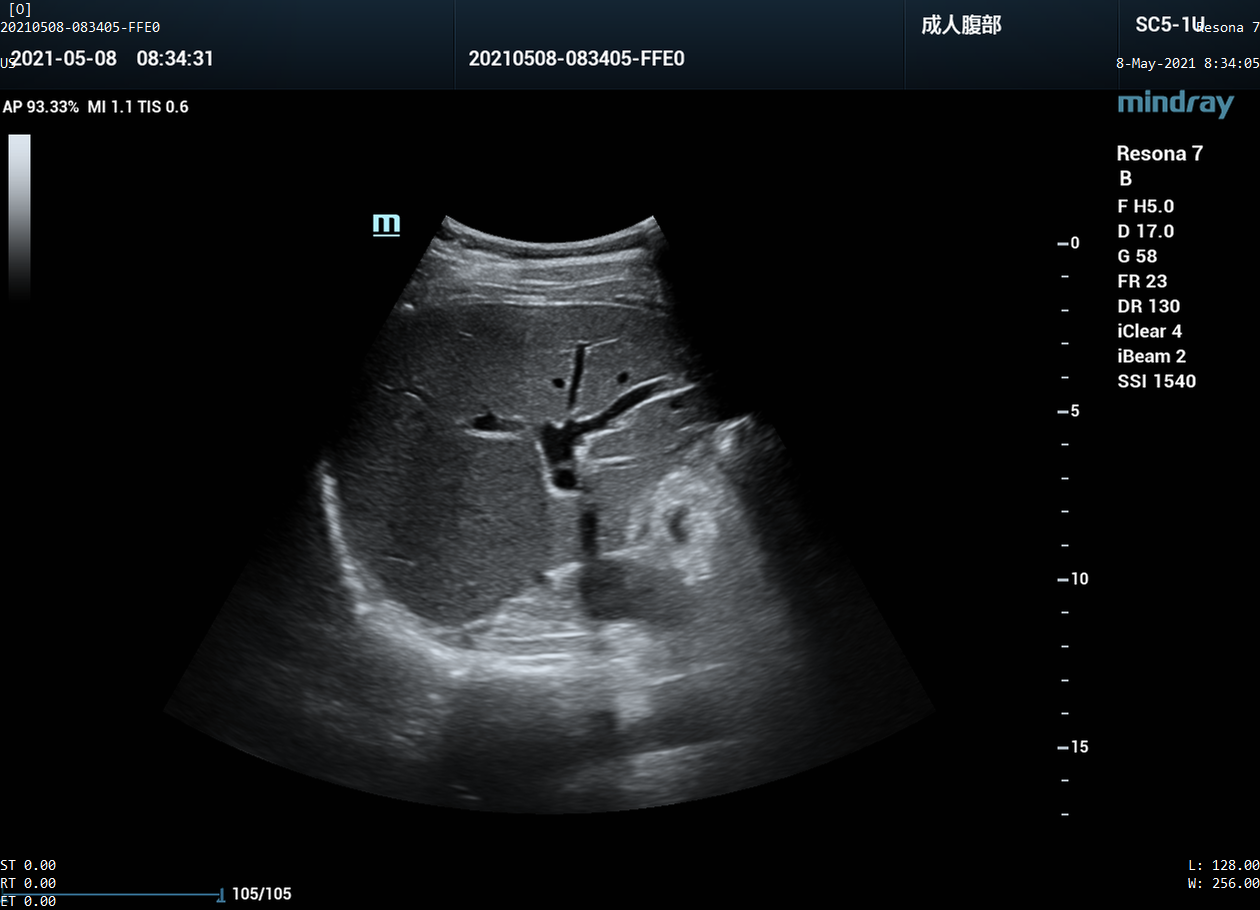 [O]
20210508-083405-FFE0
2021-05-08 08:34:31
US
20210508-083405-FFE0
成人腹部
SC5-1U
Resona 7
8-May-2021 8:34:05
AP 93.33% MI 1.1 TIS 0.6
mindray
m
Resona 7
B
F H5.0
D 17.0
G 58
FR 23
DR 130
iClear 4
iBeam 2
SSI 1540
0
5
10
15
ST 0.00
RT 0.00
ET 0.00
105/105
L: 128.00
W: 256.00